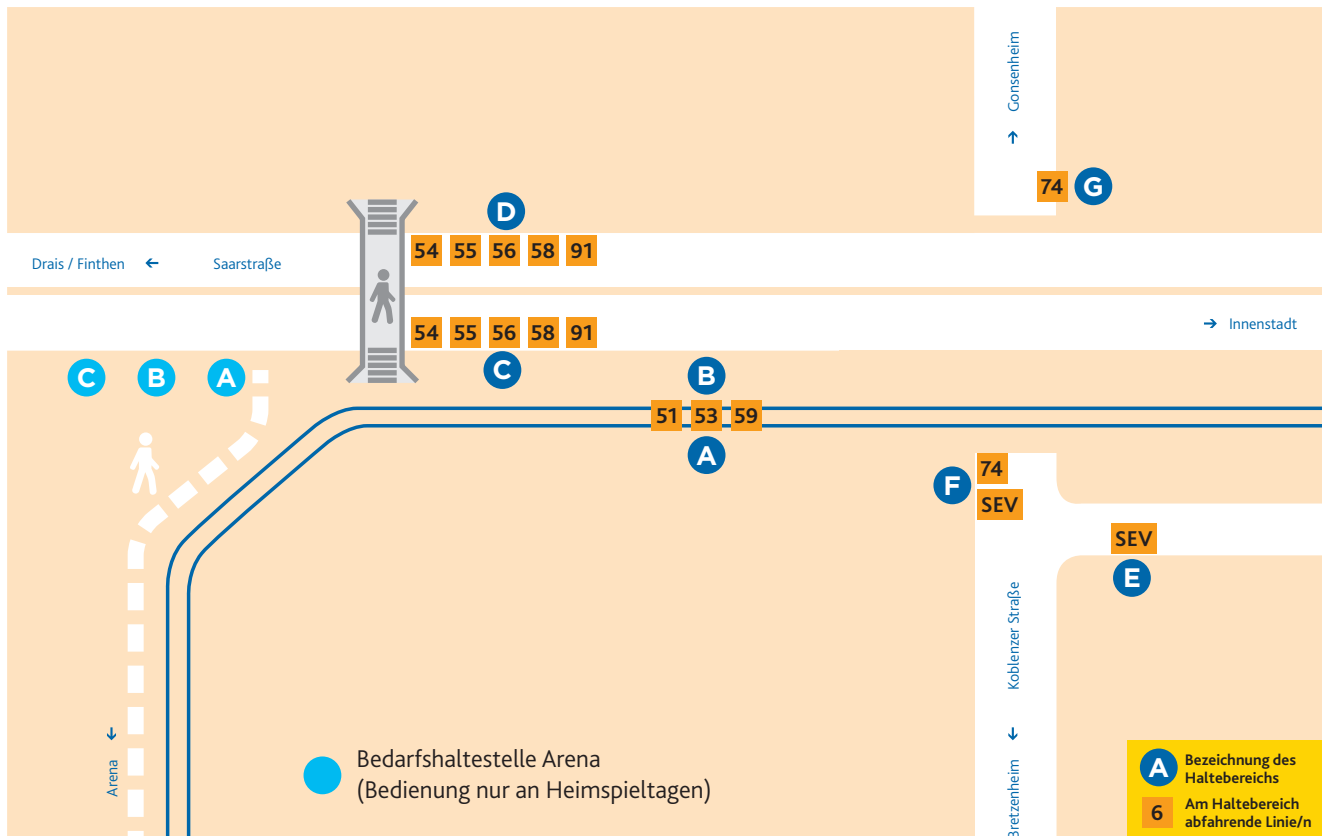 Gonsenheim
74 G
D
54 55 56 58 91
Drais / Finthen ← Saarstraße
54 55 56 58 91
→ Innenstadt
C B A
C
B
51 53 59
A
74
F
SEV
SEV
E
Koblenzer Straße
Bretzenheim
Arena
Bedarfshaltestelle Arena
(Bedienung nur an Heimspieltagen)
A Bezeichnung des
Haltebereichs
6 Am Haltebereich
abfahrende Linie/n